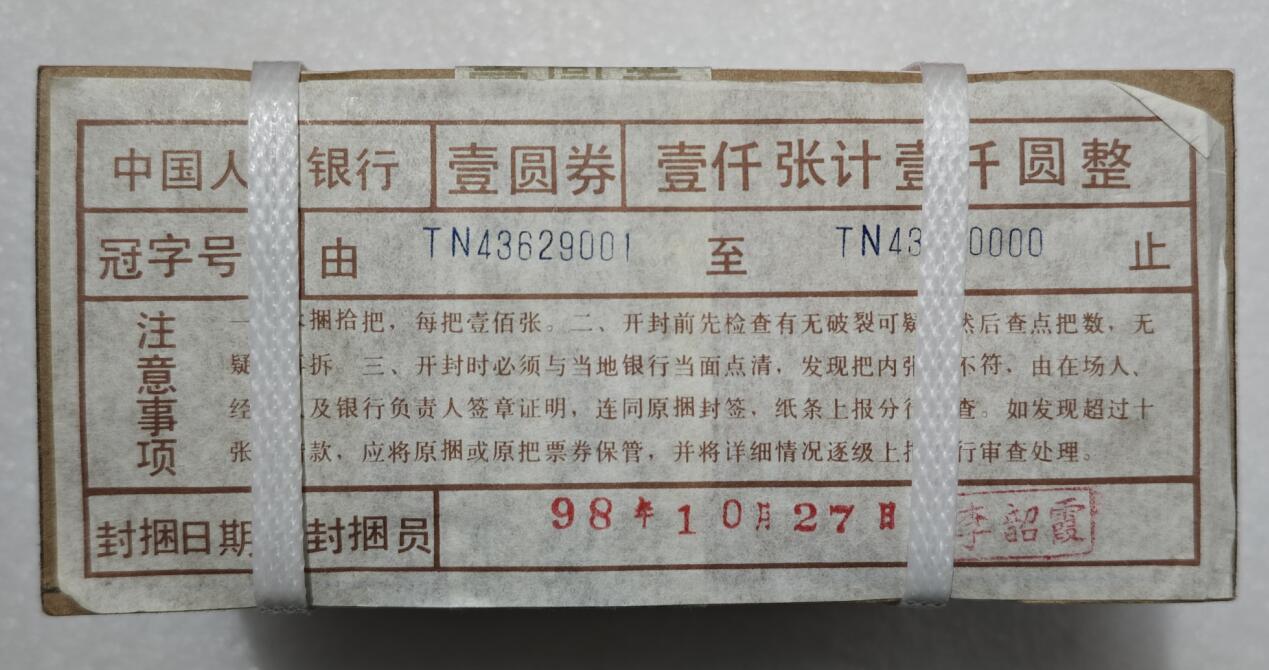 中国人 银行 壹圆券 壹仟张计壹仟圆整
冠字号 由 TN43629001 至 TN43 0000 止
注意事项
一 捆拾把，每把壹佰张。二、开封前先检查有无破裂可疑 然后查点把数，无
疑 再拆 三、开封时必须与当地银行当面点清，发现把内张 不符，由在场人、
经 及银行负责人签章证明，连同原捆封签，纸条上报分行 查。如发现超过十
张 款，应将原捆或原把票券保管，并将详细情况逐级上报 行审查处理。
封捆日期 封捆员 98年10月27日 李韶霞